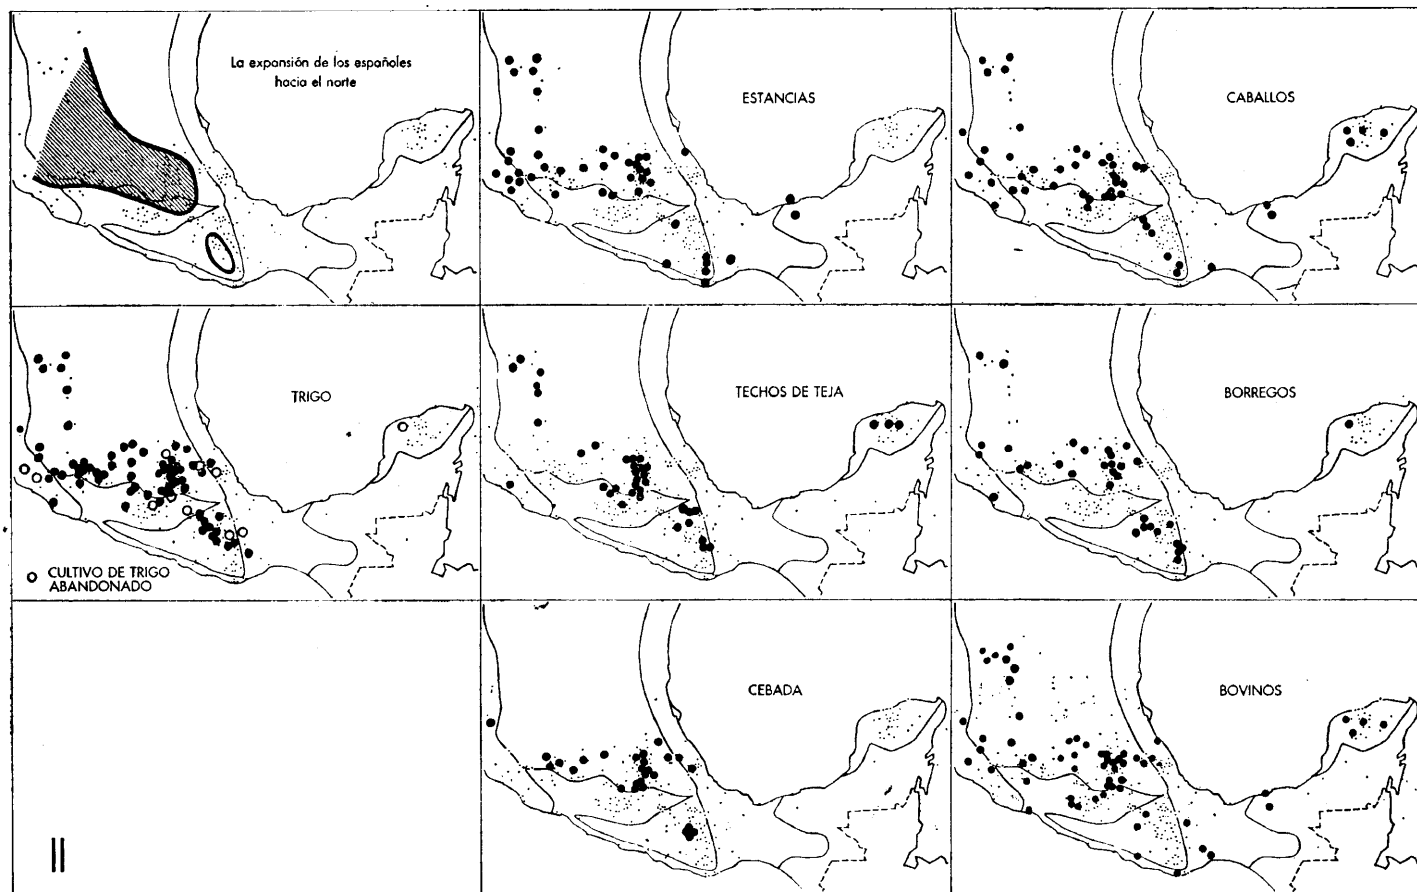 La expansión de los españoles
hacia el norte
ESTANCIAS
CABALLOS
TRIGO
CULTIVO DE TRIGO
ABANDONADO
TECHOS DE TEJA
BORREGOS
CEBADA
BOVINOS
II